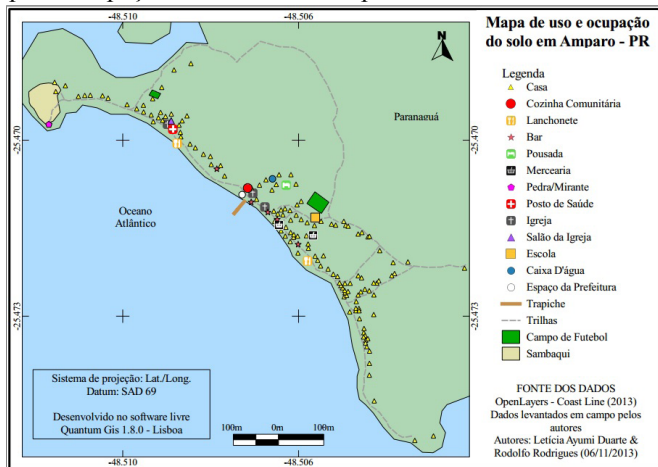 -48.510
-48.506
-25.470
-25.470
Paranaguá
Oceano
Atlântico
-25.473
-25.473
Sistema de projeção: Lat./Long.
Datum: SAD 69
Desenvolvido no software livre
Quantum Gis 1.8.0 - Lisboa
100m 0m 100m
-48.510
-48.506
N
Mapa de uso e ocupação
do solo em Amparo - PR
Legenda
Casa
Cozinha Comunitária
Lanchonete
Bar
Pousada
Mercearia
Pedra/Mirante
Posto de Saúde
Igreja
Salão da Igreja
Escola
Caixa D'água
Espaço da Prefeitura
Trapiche
Trilhas
Campo de Futebol
Sambaqui
FONTE DOS DADOS
OpenLayers - Coast Line (2013)
Dados levantados em campo pelos
autores
Autores: Letícia Ayumi Duarte &
Rodolfo Rodrigues (06/11/2013)